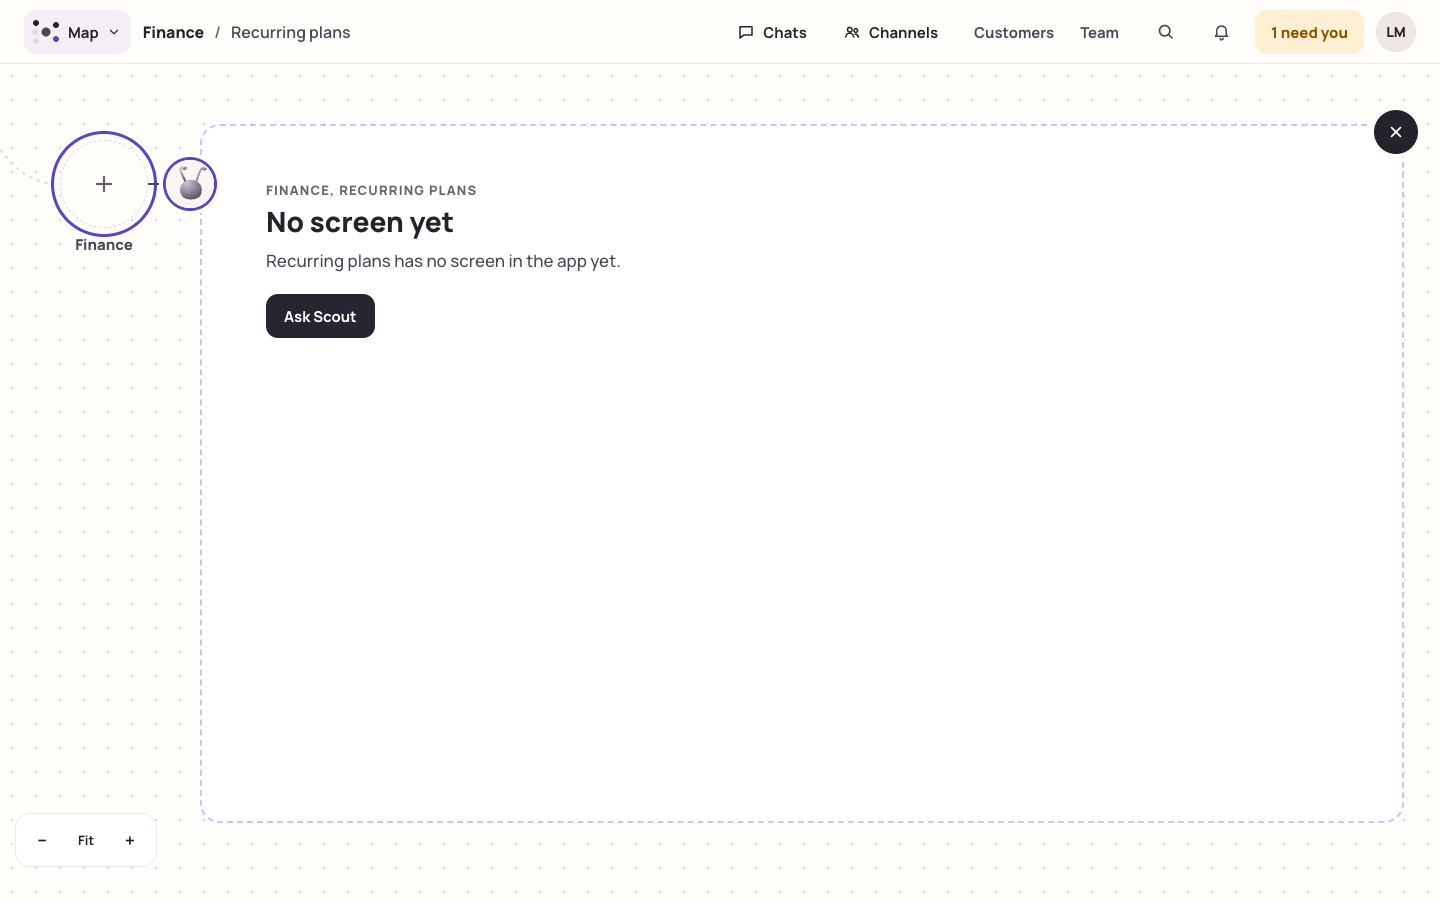 Map
Finance / Recurring plans
Chats
Channels
Customers
Team
1 need you
LM
Finance
FINANCE, RECURRING PLANS
No screen yet
Recurring plans has no screen in the app yet.
Ask Scout
− Fit +